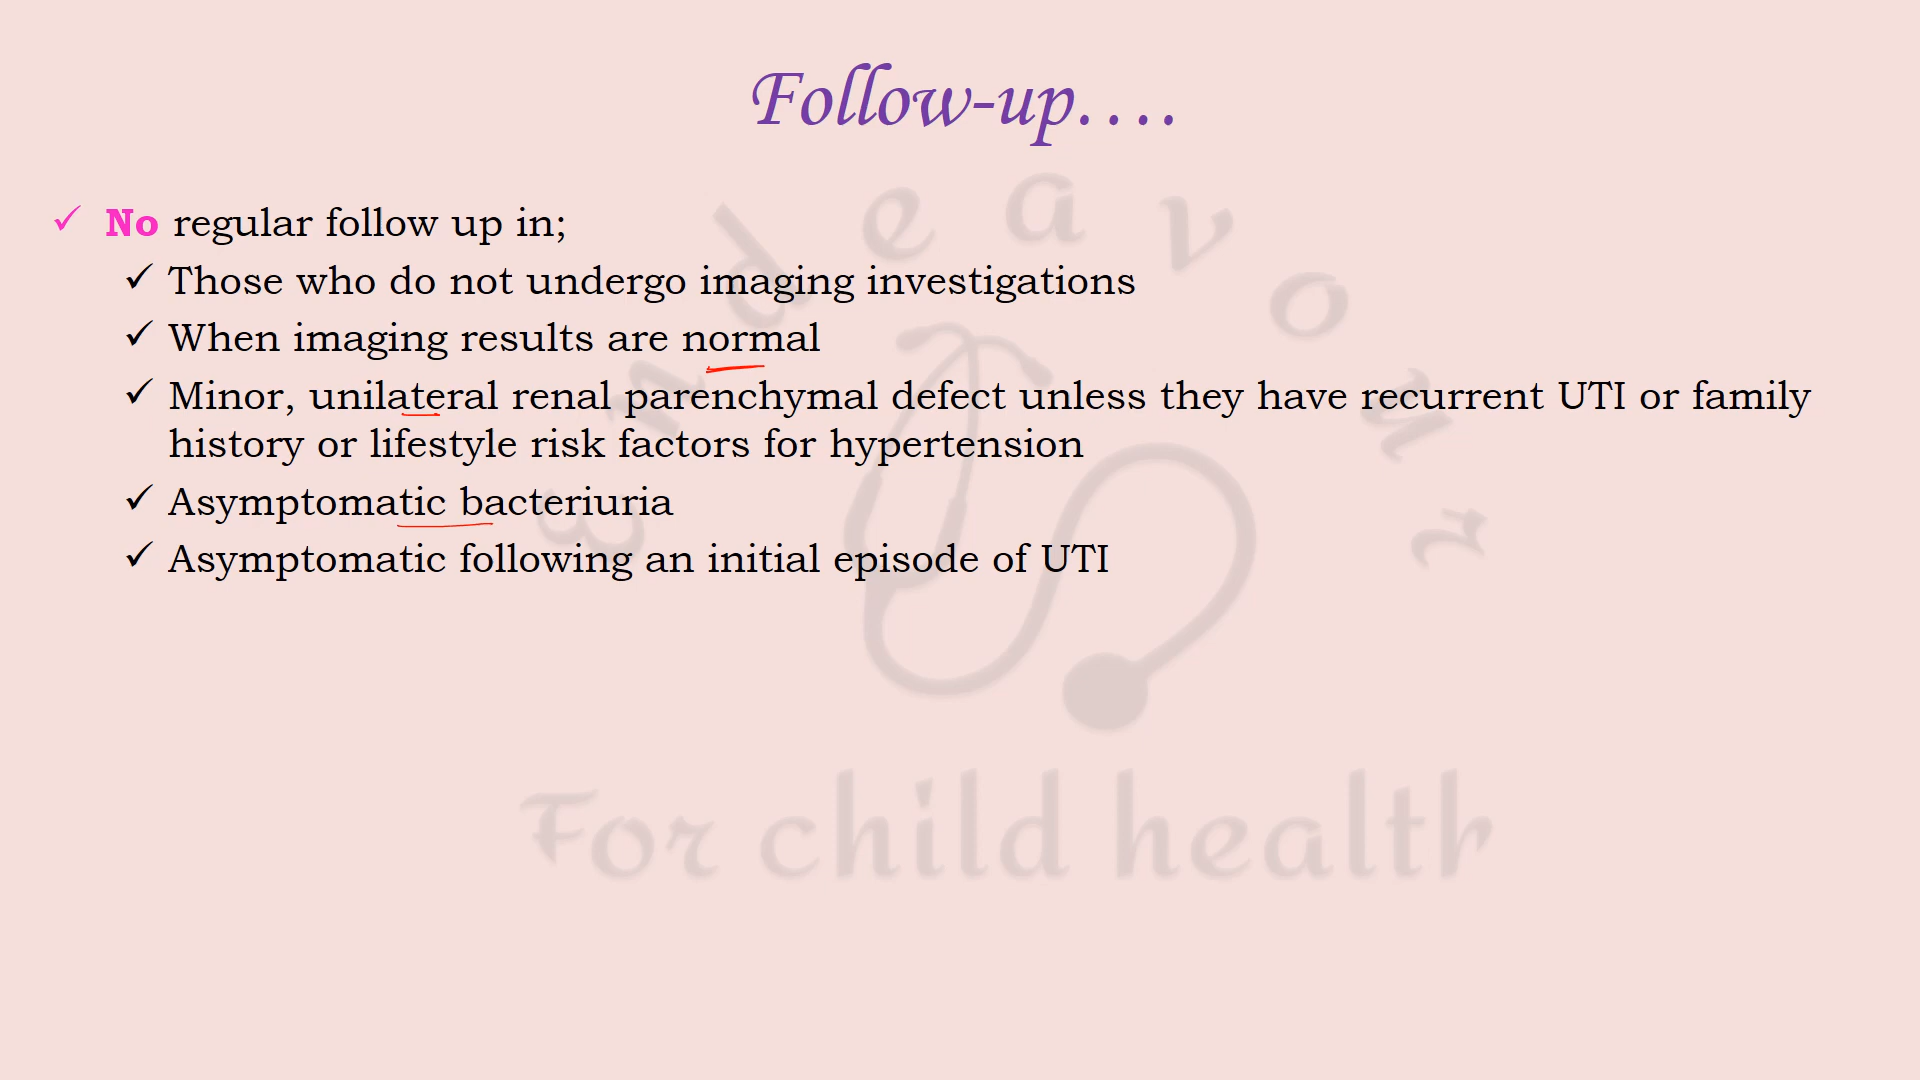 Follow-up....
✓ No regular follow up in;
✓ Those who do not undergo imaging investigations
✓ When imaging results are normal
✓ Minor, unilateral renal parenchymal defect unless they have recurrent UTI or family
history or lifestyle risk factors for hypertension
✓ Asymptomatic bacteriuria
✓ Asymptomatic following an initial episode of UTI
Endeavour
For child health